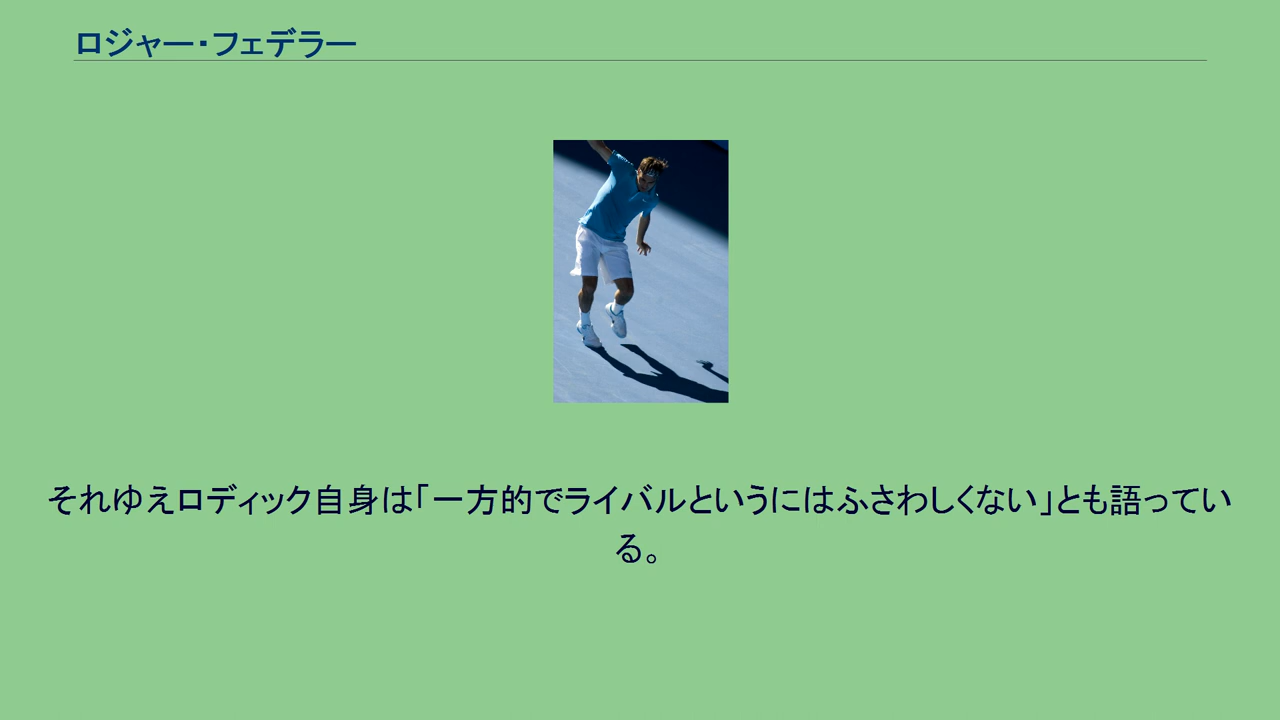 ロジャー・フェデラー
それゆえロディック自身は「一方的でライバルというにはふさわしくない」とも語ってい
る。